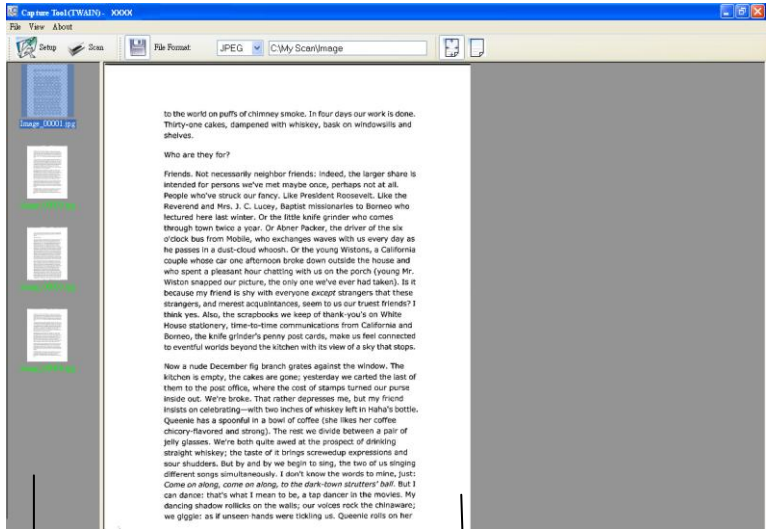 Capture Tool(TWAIN) - XXXX
File View About
Setup Scan File Format: JPEG C:\My Scan\Image
Image_00001.jpg
to the world on puffs of chimney smoke. In four days our work is done.
Thirty-one cakes, dampened with whiskey, bask on windowsills and
shelves.
Who are they for?
Friends. Not necessarily neighbor friends: indeed, the larger share is
intended for persons we've met maybe once, perhaps not at all.
People who've struck our fancy. Like President Roosevelt. Like the
Reverend and Mrs. J. C. Lucey, Baptist missionaries to Borneo who
lectured here last winter. Or the little knife grinder who comes
through town twice a year. Or Abner Packer, the driver of the six
o'clock bus from Mobile, who exchanges waves with us every day as
he passes in a dust-cloud whoosh. Or the young Wistons, a California
couple whose car one afternoon broke down outside the house and
who spent a pleasant hour chatting with us on the porch (young Mr.
Wiston snapped our picture, the only one we've ever had taken). Is it
because my friend is shy with everyone except strangers that these
strangers, and merest acquaintances, seem to us our truest friends? I
think yes. Also, the scrapbooks we keep of thank-you's on White
House stationery, time-to-time communications from California and
Borneo, the knife grinder's penny post cards, make us feel connected
to eventful worlds beyond the kitchen with its view of a sky that stops.
Now a nude December fig branch grates against the window. The
kitchen is empty, the cakes are gone; yesterday we carted the last of
them to the post office, where the cost of stamps turned our purse
inside out. We're broke. That rather depresses me, but my friend
insists on celebrating—with two inches of whiskey left in Haha's bottle.
Queenie has a spoonful in a bowl of coffee (she likes her coffee
chicory-flavored and strong). The rest we divide between a pair of
jelly glasses. We're both quite awed at the prospect of drinking
straight whiskey; the taste of it brings screwedup expressions and
sour shudders. But by and by we begin to sing, the two of us singing
different songs simultaneously. I don't know the words to mine, just:
Come on along, come on along, to the dark-town strutters' ball. But I
can dance: that's what I mean to be, a tap dancer in the movies. My
dancing shadow rollicks on the walls; our voices rock the chinaware;
we giggle: as if unseen hands were tickling us. Queenie rolls on her